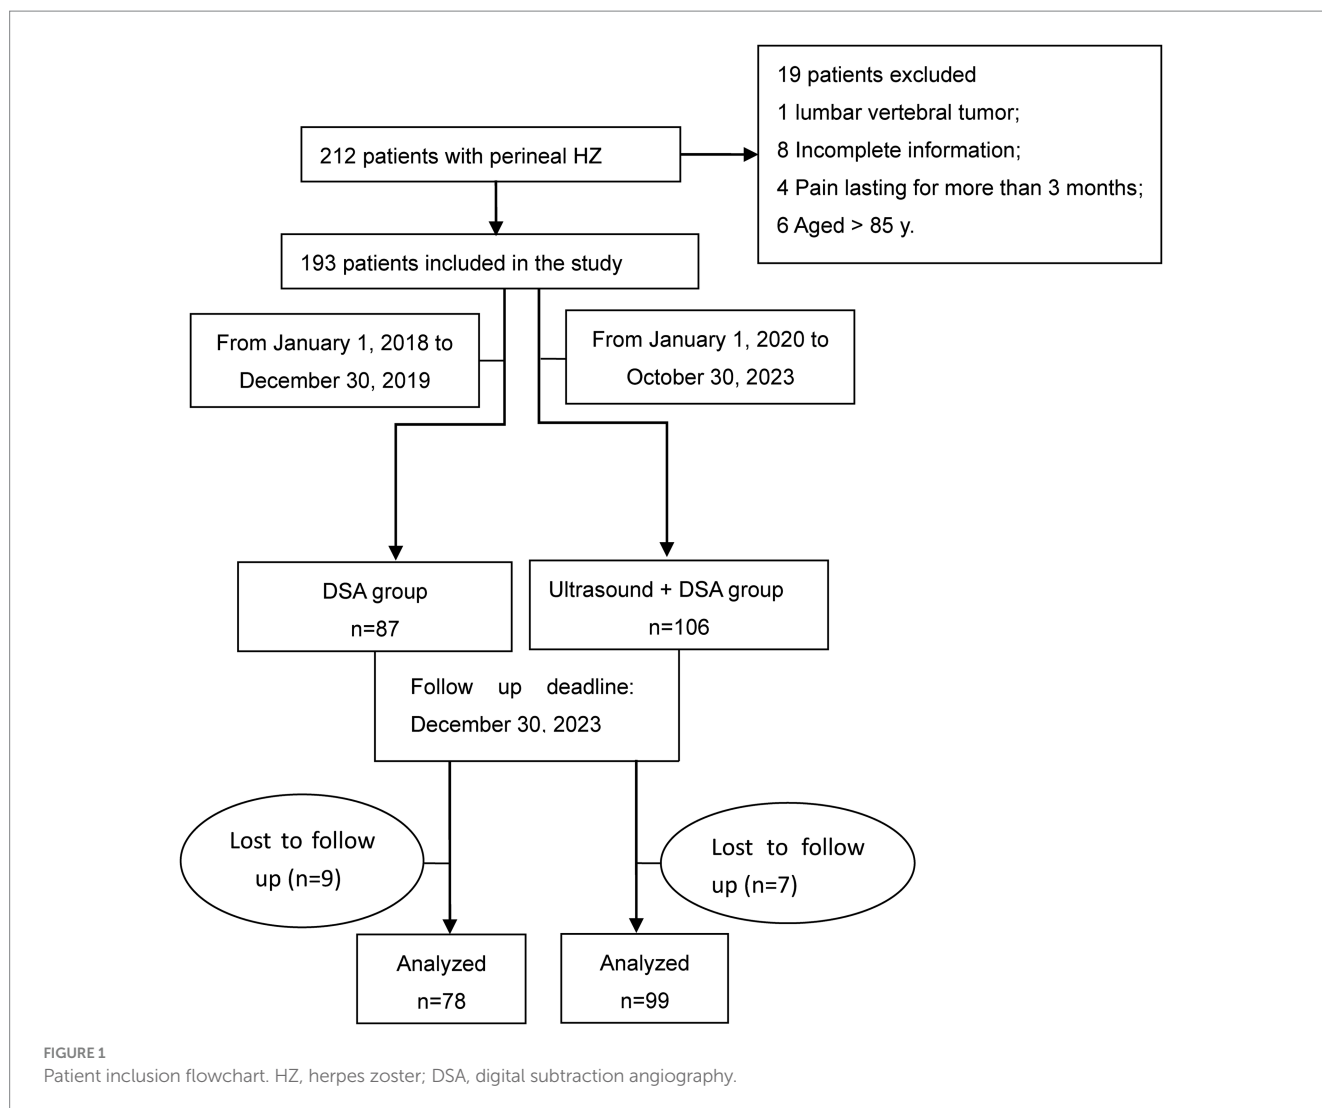 212 patients with perineal HZ
19 patients excluded
1 lumbar vertebral tumor;
8 Incomplete information;
4 Pain lasting for more than 3 months;
6 Aged > 85 y.
193 patients included in the study
From January 1, 2018 to
December 30, 2019
From January 1, 2020 to
October 30, 2023
DSA group
n=87
Ultrasound + DSA group
n=106
Follow up deadline:
December 30, 2023
Lost to follow
up (n=9)
Lost to follow
up (n=7)
Analyzed
n=78
Analyzed
n=99
FIGURE 1
Patient inclusion flowchart. HZ, herpes zoster; DSA, digital subtraction angiography.